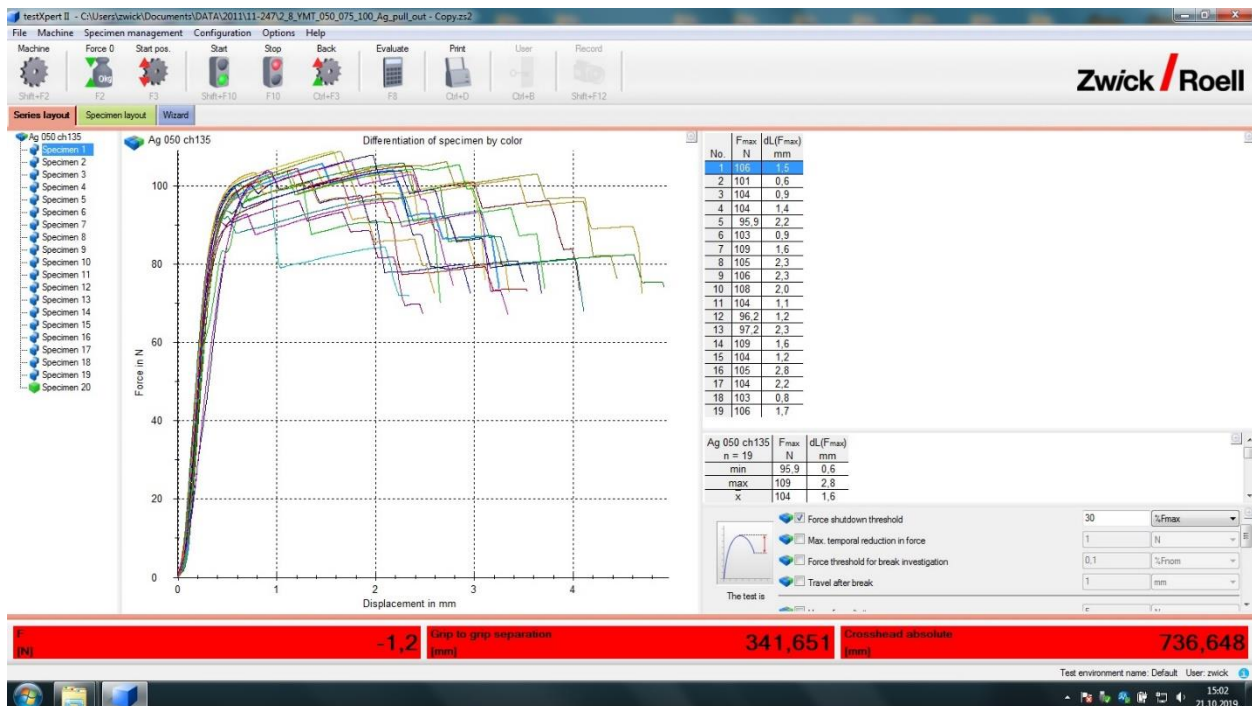 testXpert II - C:\Users\zwick\Documents\DATA\2011\11-247\2_8_YMT_050_075_100_Ag_pull_out - Copy.zs2
File Machine Specimen management Configuration Options Help
Machine Force 0 Start pos. Start Stop Back Evaluate Print User Record
0kg
Shift+F2 F2 F3 Shift+F10 F10 Ctrl+F3 F8 Ctrl+D Ctrl+B Shift+F12
Zwick / Roell
Series layout Specimen layout Wizard
Ag 050 ch135
Specimen 1
Specimen 2
Specimen 3
Specimen 4
Specimen 5
Specimen 6
Specimen 7
Specimen 8
Specimen 9
Specimen 10
Specimen 11
Specimen 12
Specimen 13
Specimen 14
Specimen 15
Specimen 16
Specimen 17
Specimen 18
Specimen 19
Specimen 20
Ag 050 ch135 Differentiation of specimen by color
100
80
60
40
20
0
Force in N
0 1 2 3 4
Displacement in mm
Fmax dL(Fmax)
No. N mm
1 106 1,5
2 101 0,6
3 104 0,9
4 104 1,4
5 95,9 2,2
6 103 0,9
7 109 1,6
8 105 2,3
9 106 2,3
10 108 2,0
11 104 1,1
12 96,2 1,2
13 97,2 2,3
14 109 1,6
15 104 1,2
16 105 2,8
17 104 2,2
18 103 0,8
19 106 1,7
Ag 050 ch135 Fmax dL(Fmax)
n = 19 N mm
min 95,9 0,6
max 109 2,8
x̄ 104 1,6
Force shutdown threshold 30 %Fmax
Max. temporal reduction in force 1 N
Force threshold for break investigation 0,1 %Fnom
Travel after break 1 mm
The test is
F [N] -1,2
Grip to grip separation [mm] 341,651
Crosshead absolute [mm] 736,648
Test environment name: Default User: zwick
15:02
21.10.2019